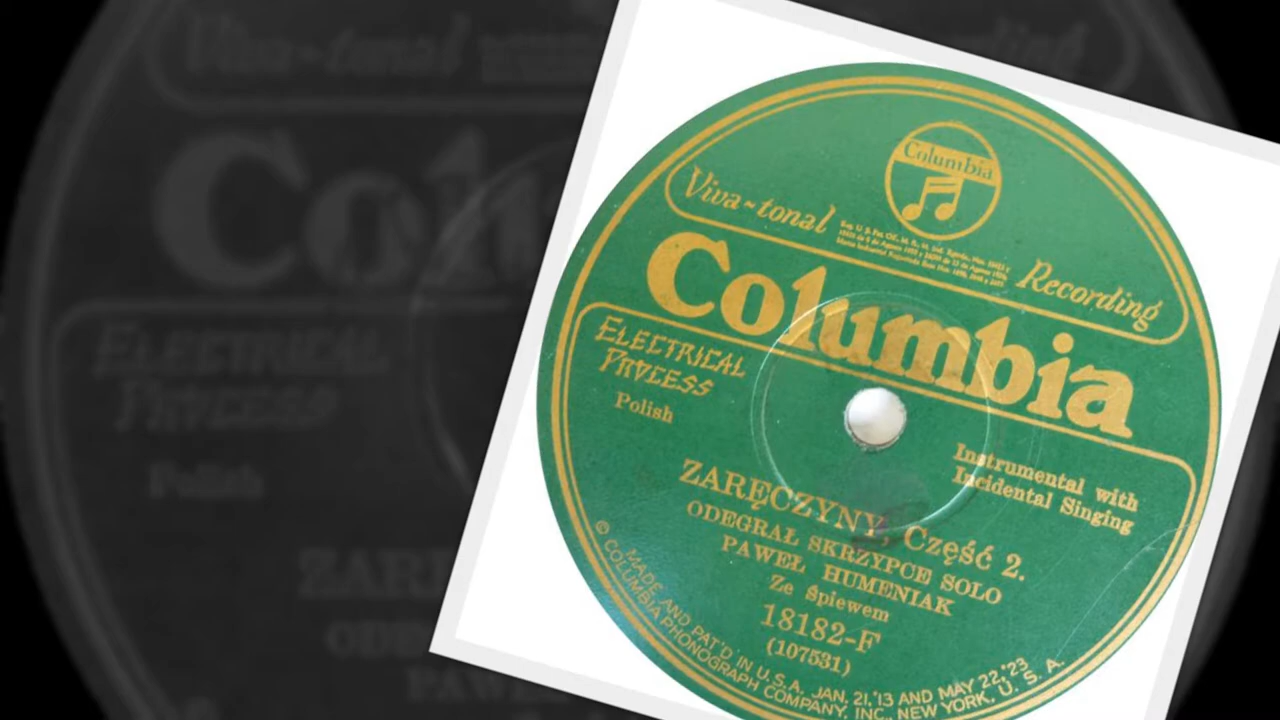 Columbia
Viva-tonal
Recording
Columbia
ELECTRICAL
PROCESS
Polish
Instrumental with
Incidental Singing
ZARĘCZYNY, Część 2.
ODEGRAŁ SKRZYPCE SOLO
PAWEŁ HUMENIAK
Ze śpiewem
18182-F
(107531)
© MADE AND PAT'D IN U.S.A. JAN. 21,'13 AND MAY 22,'23
COLUMBIA PHONOGRAPH COMPANY, INC., NEW YORK, U. S. A.